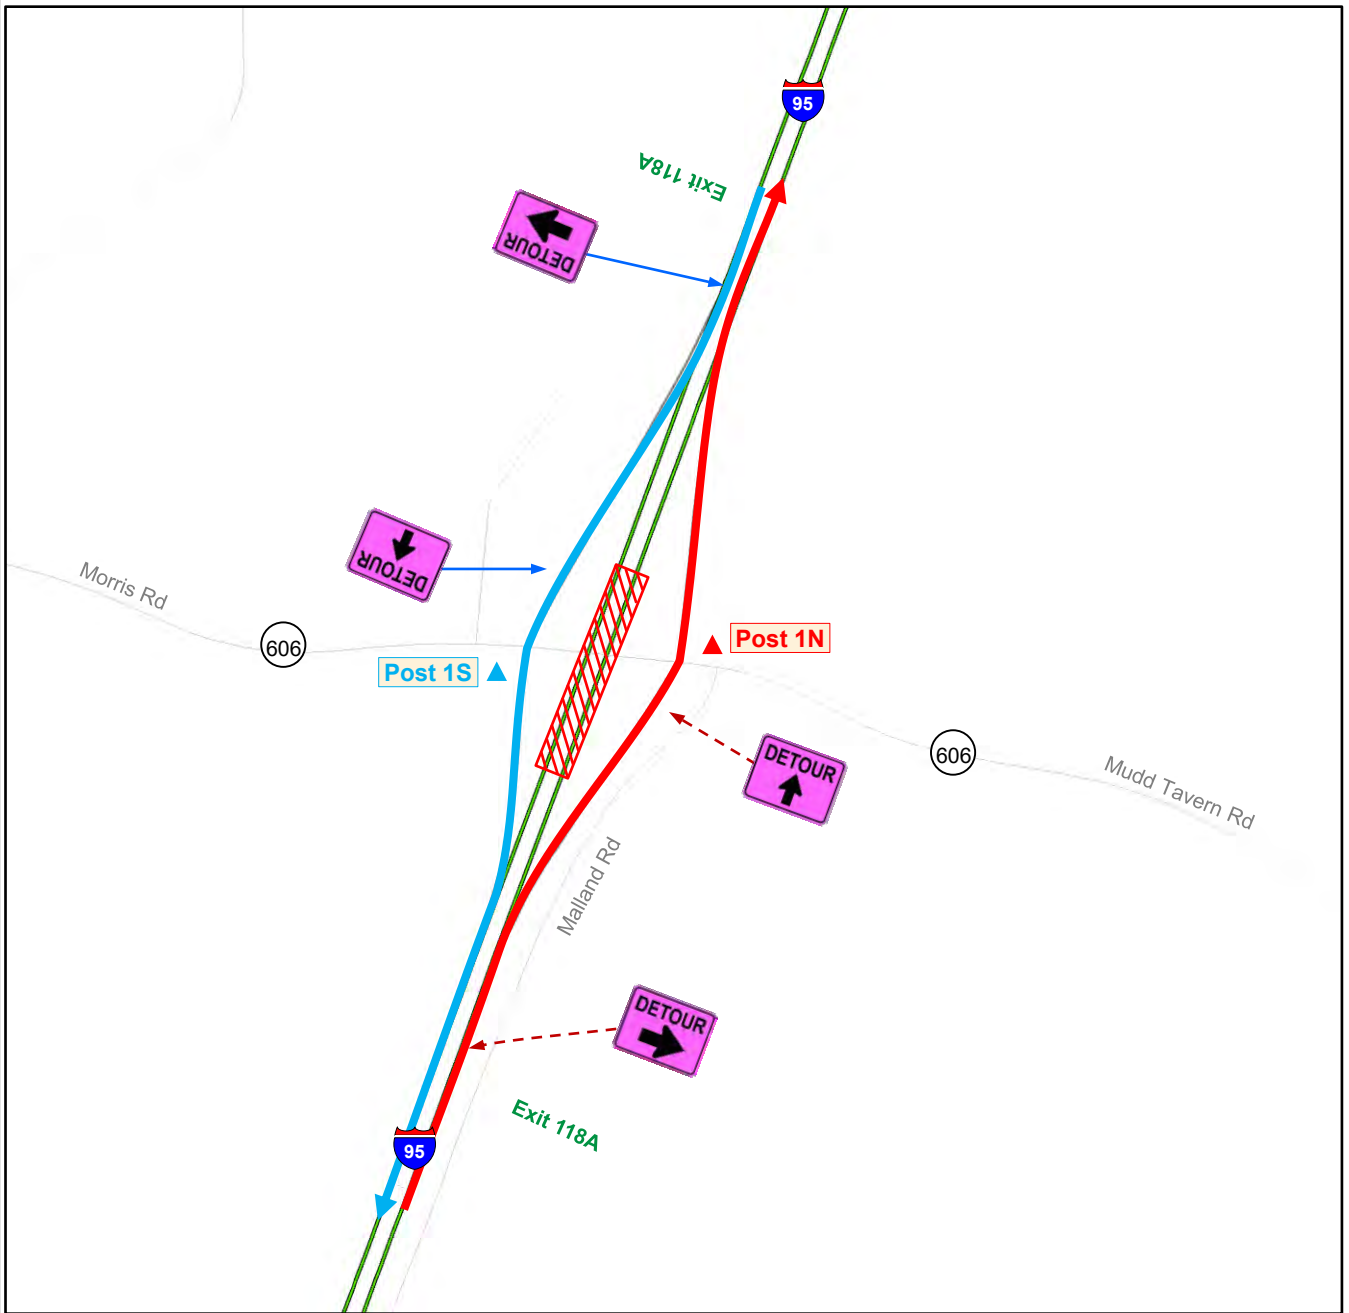 95
Exit 118A
DETOUR
DETOUR
Morris Rd
606
Post 1S
Post 1N
606
DETOUR
Mudd Tavern Rd
Malland Rd
DETOUR
Exit 118A
95